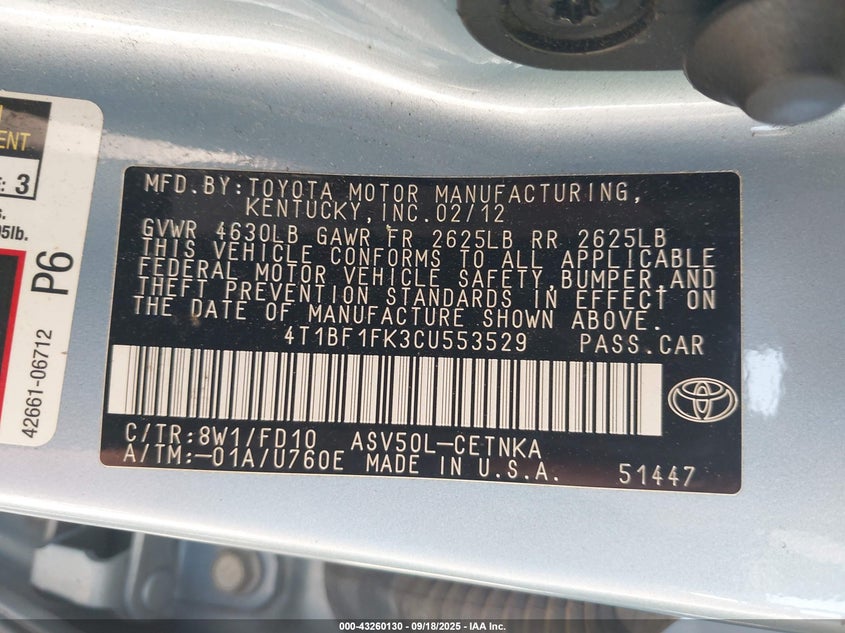 ENT
: 3
5lb.
P6
42661-06712
MFD.BY:TOYOTA MOTOR MANUFACTURING,
KENTUCKY,INC.02/12
GVWR 4630LB GAWR FR 2625LB RR 2625LB
THIS VEHICLE CONFORMS TO ALL APPLICABLE
FEDERAL MOTOR VEHICLE SAFETY,BUMPER,AND
THEFT PREVENTION STANDARDS IN EFFECT ON
THE DATE OF MANUFACTURE SHOWN ABOVE.
4T1BF1FK3CU553529 PASS.CAR
C/TR:8W1/FD10 ASV50L-CETNKA
A/TM:-01A/U760E MADE IN U.S.A. 51447
000-43260130 - 09/18/2025 - IAA Inc.